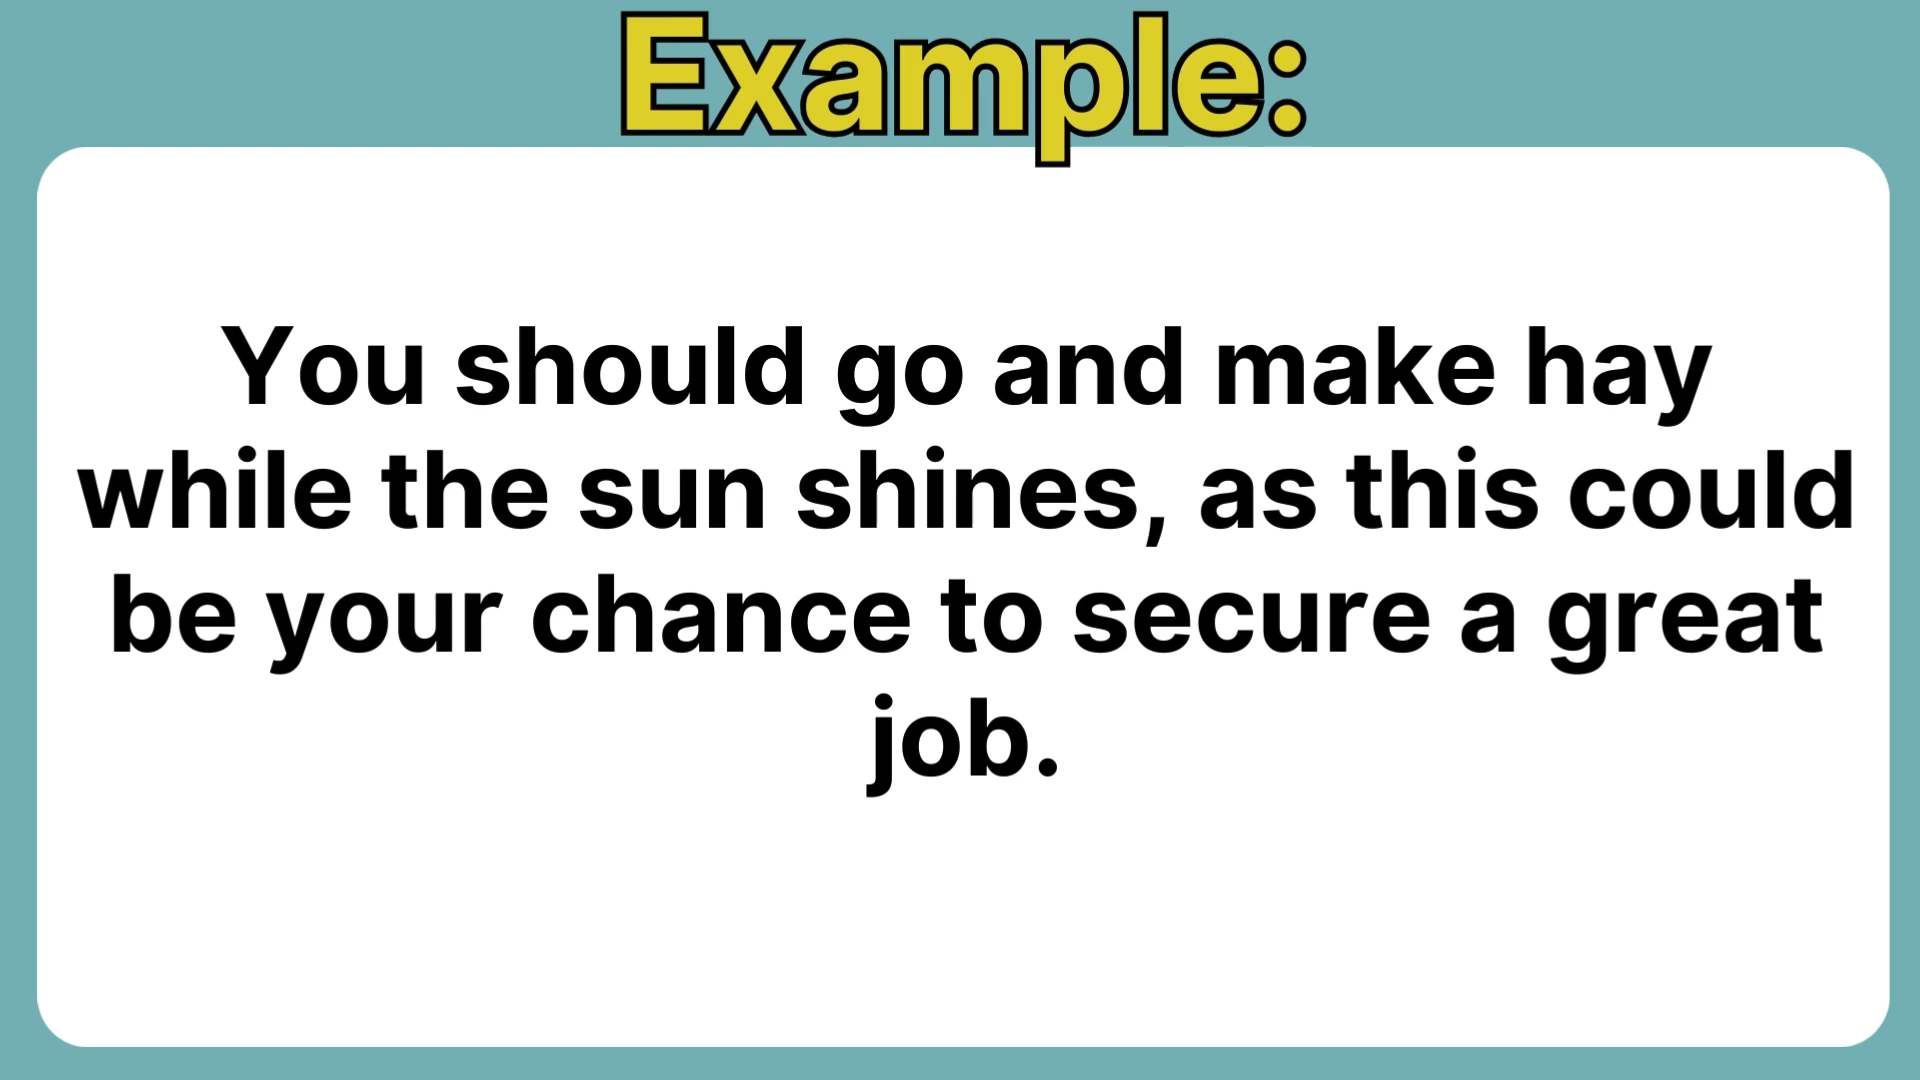 Example:
You should go and make hay
while the sun shines, as this could
be your chance to secure a great
job.